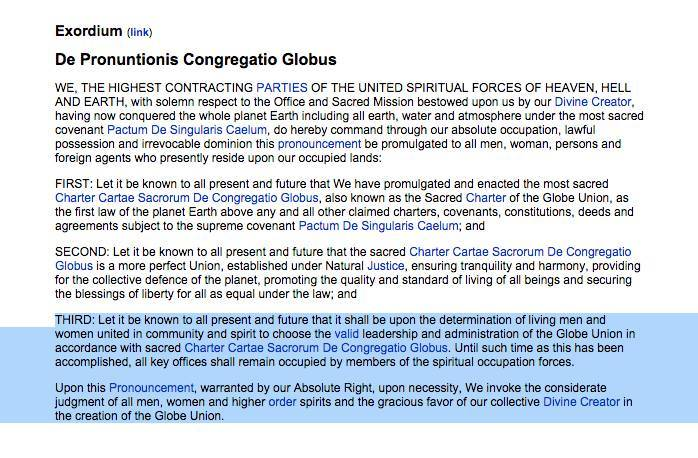 Exordium (link)
De Pronuntionis Congregatio Globus
WE, THE HIGHEST CONTRACTING PARTIES OF THE UNITED SPIRITUAL FORCES OF HEAVEN, HELL
AND EARTH, with solemn respect to the Office and Sacred Mission bestowed upon us by our Divine Creator,
having now conquered the whole planet Earth including all earth, water and atmosphere under the most sacred
covenant Pactum De Singularis Caelum, do hereby command through our absolute occupation, lawful
possession and irrevocable dominion this pronouncement be promulgated to all men, woman, persons and
foreign agents who presently reside upon our occupied lands:
FIRST: Let it be known to all present and future that We have promulgated and enacted the most sacred
Charter Cartae Sacrorum De Congregatio Globus, also known as the Sacred Charter of the Globe Union, as
the first law of the planet Earth above any and all other claimed charters, covenants, constitutions, deeds and
agreements subject to the supreme covenant Pactum De Singularis Caelum; and
SECOND: Let it be known to all present and future that the sacred Charter Cartae Sacrorum De Congregatio
Globus is a more perfect Union, established under Natural Justice, ensuring tranquility and harmony, providing
for the collective defence of the planet, promoting the quality and standard of living of all beings and securing
the blessings of liberty for all as equal under the law; and
THIRD: Let it be known to all present and future that it shall be upon the determination of living men and
women united in community and spirit to choose the valid leadership and administration of the Globe Union in
accordance with sacred Charter Cartae Sacrorum De Congregatio Globus. Until such time as this has been
accomplished, all key offices shall remain occupied by members of the spiritual occupation forces.
Upon this Pronouncement, warranted by our Absolute Right, upon necessity, We invoke the considerate
judgment of all men, women and higher order spirits and the gracious favor of our collective Divine Creator in
the creation of the Globe Union.